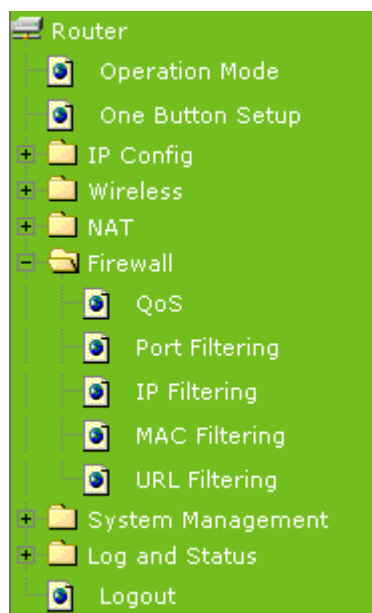 Router
Operation Mode
One Button Setup
IP Config
Wireless
NAT
Firewall
QoS
Port Filtering
IP Filtering
MAC Filtering
URL Filtering
System Management
Log and Status
Logout